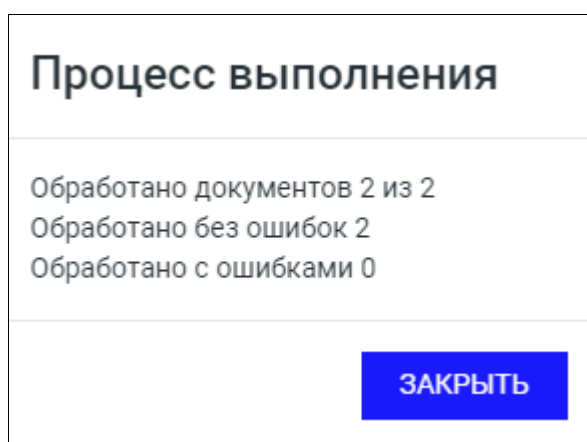 Процесс выполнения
Обработано документов 2 из 2
Обработано без ошибок 2
Обработано с ошибками 0
ЗАКРЫТЬ